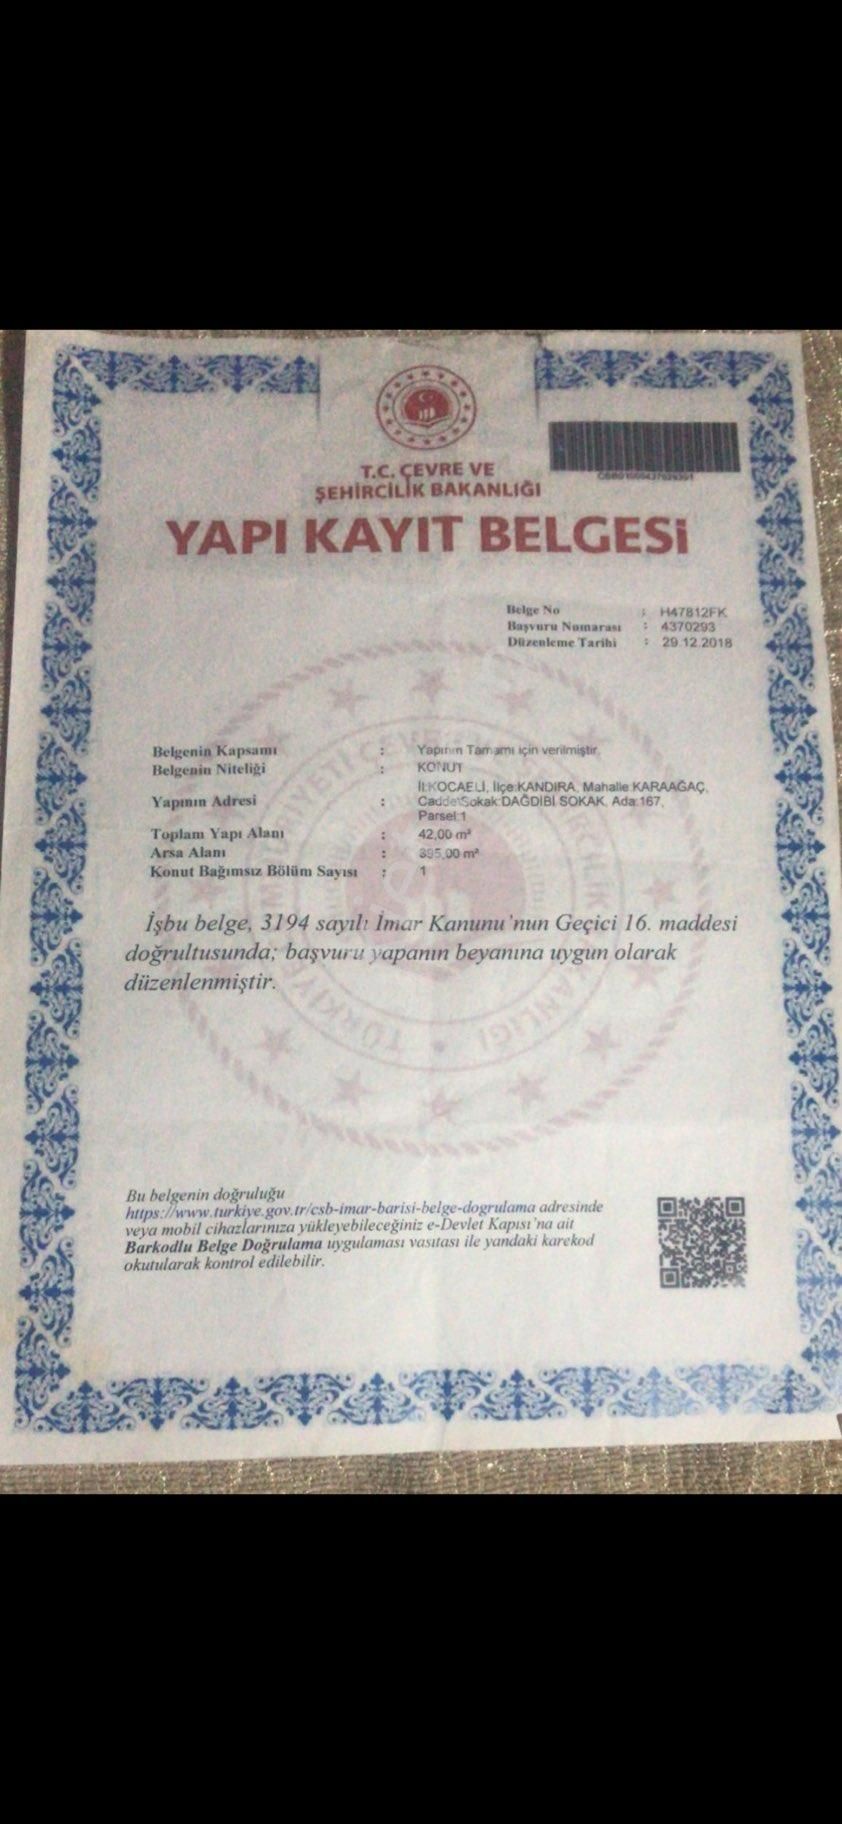 T.C. ÇEVRE VE
ŞEHİRCİLİK BAKANLIĞI
YAPI KAYIT BELGESİ
Belge No : H47812FK
Başvuru Numarası : 4370293
Düzenleme Tarihi : 29.12.2018
Belgenin Kapsamı : Yapının Tamamı için verilmiştir.
Belgenin Niteliği : KONUT
Yapının Adresi : İl:KOCAELİ, İlçe:KANDIRA, Mahalle:KARAAĞAÇ,
Cadde\Sokak:DAĞDİBİ SOKAK, Ada:167,
Parsel:1
Toplam Yapı Alanı : 42,00 m²
Arsa Alanı : 395,00 m²
Konut Bağımsız Bölüm Sayısı : 1
İşbu belge, 3194 sayılı İmar Kanunu'nun Geçici 16. maddesi
doğrultusunda; başvuru yapanın beyanına uygun olarak
düzenlenmiştir.
Bu belgenin doğruluğu
https://www.turkiye.gov.tr/csb-imar-barisi-belge-dogrulama adresinde
veya mobil cihazlarınıza yükleyebileceğiniz e-Devlet Kapısı'na ait
Barkodlu Belge Doğrulama uygulaması vasıtası ile yandaki karekod
okutularak kontrol edilebilir.